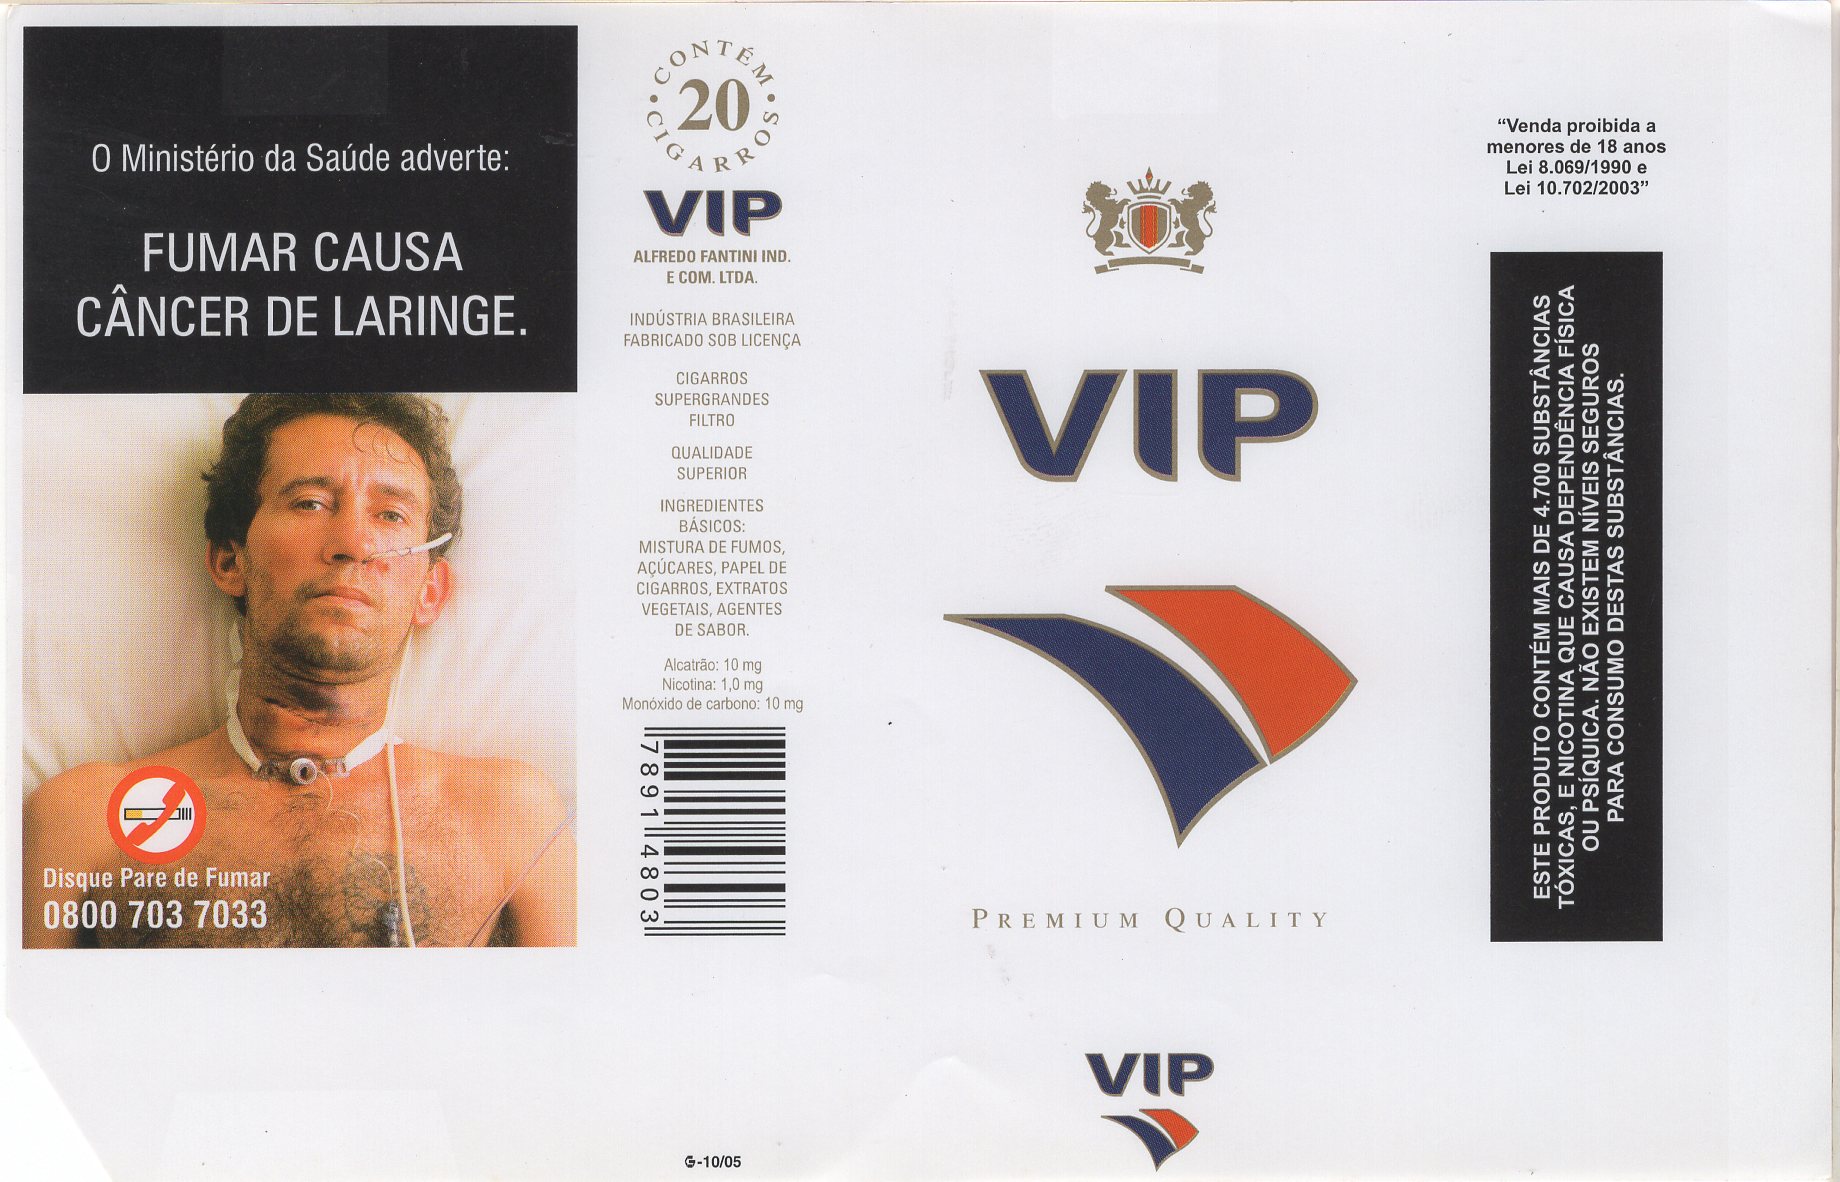 O Ministério da Saúde adverte:
FUMAR CAUSA
CÂNCER DE LARINGE.
Disque Pare de Fumar
0800 703 7033
CONTÉM
20
CIGARROS
VIP
ALFREDO FANTINI IND.
E COM. LTDA.
INDÚSTRIA BRASILEIRA
FABRICADO SOB LICENÇA
CIGARROS
SUPERGRANDES
FILTRO
QUALIDADE
SUPERIOR
INGREDIENTES
BÁSICOS:
MISTURA DE FUMOS,
AÇÚCARES, PAPEL DE
CIGARROS, EXTRATOS
VEGETAIS, AGENTES
DE SABOR.
Alcatrão: 10 mg
Nicotina: 1,0 mg
Monóxido de carbono: 10 mg
78914803
G-10/05
VIP
PREMIUM QUALITY
VIP
“Venda proibida a
menores de 18 anos
Lei 8.069/1990 e
Lei 10.702/2003”
ESTE PRODUTO CONTÉM MAIS DE 4.700 SUBSTÂNCIAS
TÓXICAS, E NICOTINA QUE CAUSA DEPENDÊNCIA FÍSICA
OU PSÍQUICA. NÃO EXISTEM NÍVEIS SEGUROS
PARA CONSUMO DESTAS SUBSTÂNCIAS.